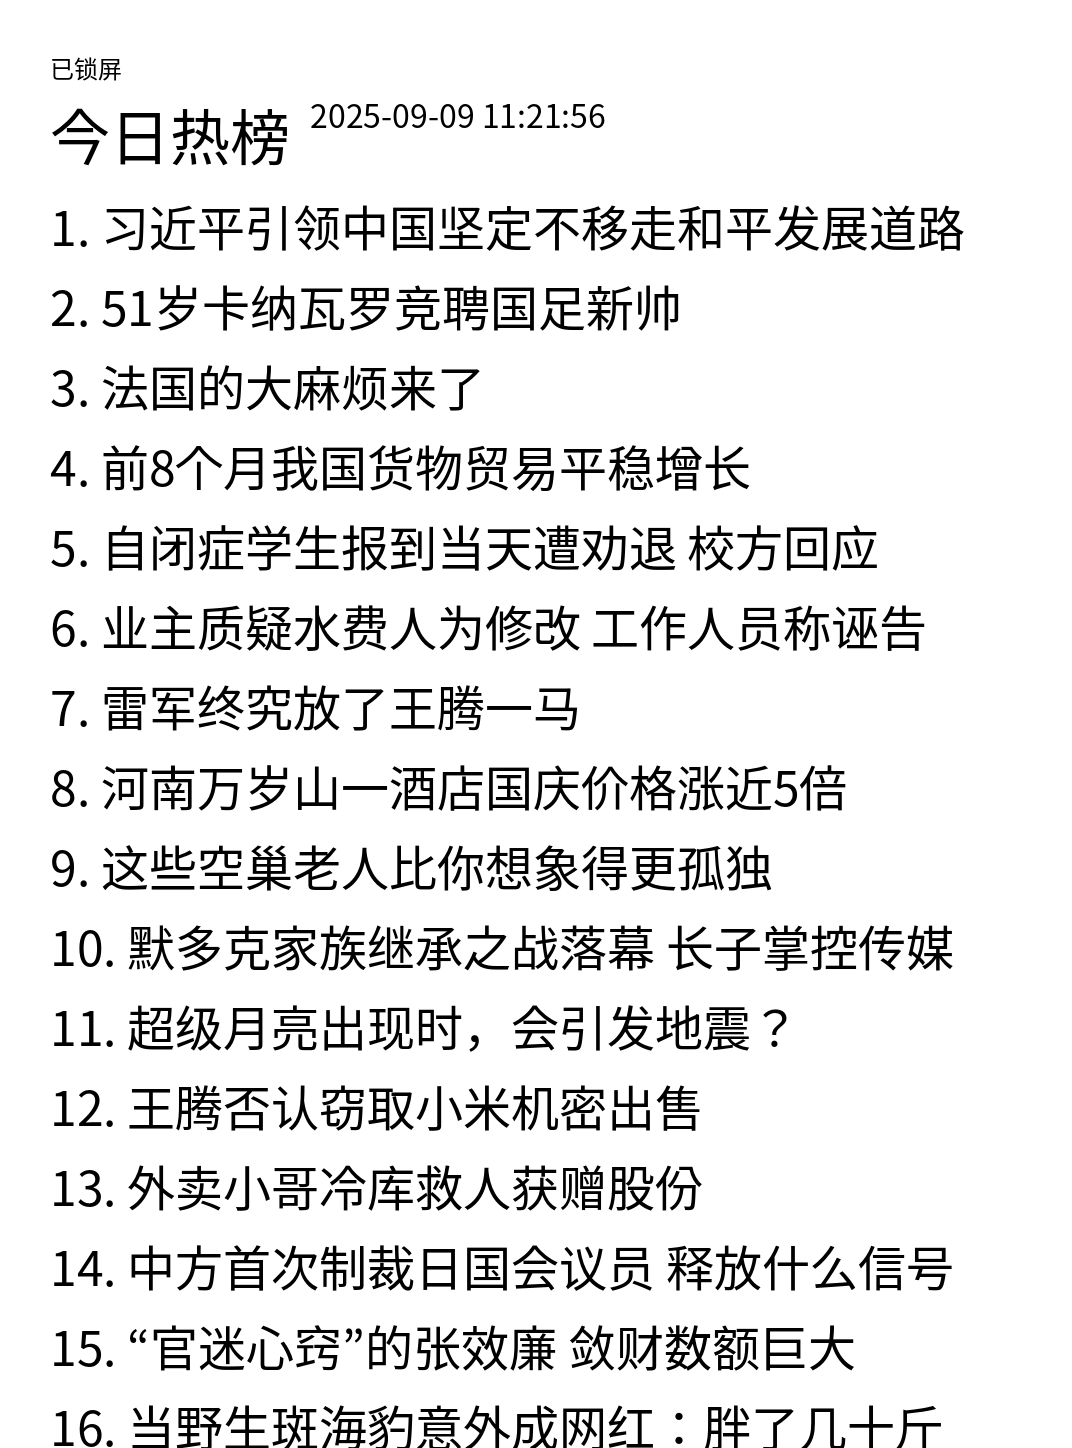 已锁屏
今日热榜 2025-09-09 11:21:56
1. 习近平引领中国坚定不移走和平发展道路
2. 51岁卡纳瓦罗竞聘国足新帅
3. 法国的大麻烦来了
4. 前8个月我国货物贸易平稳增长
5. 自闭症学生报到当天遭劝退 校方回应
6. 业主质疑水费人为修改 工作人员称诬告
7. 雷军终究放了王腾一马
8. 河南万岁山一酒店国庆价格涨近5倍
9. 这些空巢老人比你想象得更孤独
10. 默多克家族继承之战落幕 长子掌控传媒
11. 超级月亮出现时，会引发地震？
12. 王腾否认窃取小米机密出售
13. 外卖小哥冷库救人获赠股份
14. 中方首次制裁日国会议员 释放什么信号
15. “官迷心窍”的张效廉 敛财数额巨大
16. 当野生斑海豹意外成网红：胖了几十斤